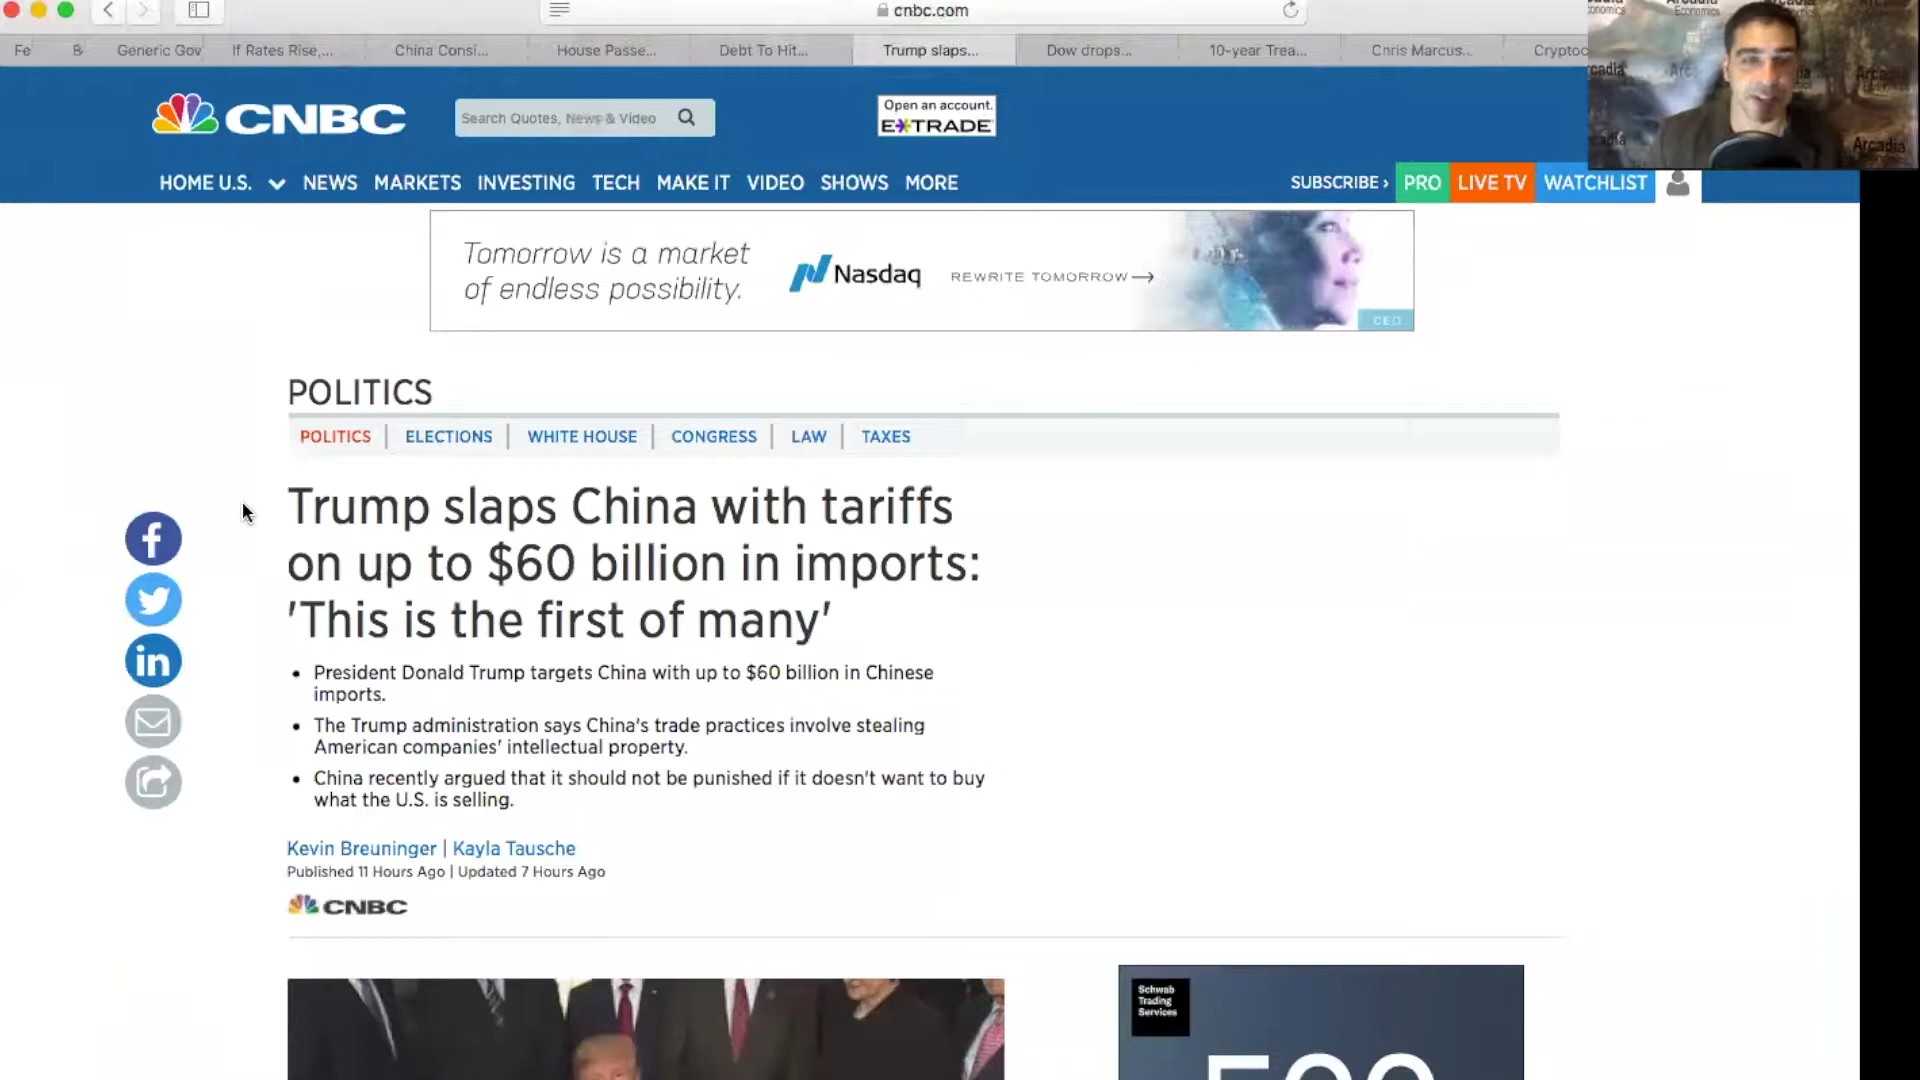 cnbc.com
Fe
B
Generic Gov
If Rates Rise,...
China Consi...
House Passe...
Debt To Hit...
Trump slaps...
Dow drops...
10-year Trea...
Chris Marcus...
Cryptoc
Arcadia
Economics
Arcadia
CNBC
Search Quotes, News & Video
Open an account.
E*TRADE
HOME U.S.
NEWS
MARKETS
INVESTING
TECH
MAKE IT
VIDEO
SHOWS
MORE
SUBSCRIBE ›
PRO
LIVE TV
WATCHLIST
Tomorrow is a market
of endless possibility.
Nasdaq
REWRITE TOMORROW
CEO
POLITICS
POLITICS | ELECTIONS | WHITE HOUSE | CONGRESS | LAW | TAXES
Trump slaps China with tariffs
on up to $60 billion in imports:
'This is the first of many'
• President Donald Trump targets China with up to $60 billion in Chinese
imports.
• The Trump administration says China's trade practices involve stealing
American companies' intellectual property.
• China recently argued that it should not be punished if it doesn't want to buy
what the U.S. is selling.
Kevin Breuninger | Kayla Tausche
Published 11 Hours Ago | Updated 7 Hours Ago
CNBC
Schwab
Trading
Services
500